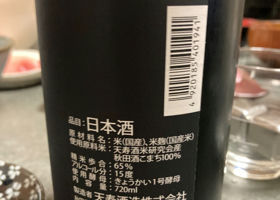 4920185401941
品目:日本酒
原材料名:米(国産)、米麹(国産米)
使用原料米:天寿酒米研究会産
秋田酒こまち100%
精米歩合:65%
アルコール分:15度
使用酵母:きょうかい1号酵母
内容量:720ml
製造者 天寿酒造株式会社